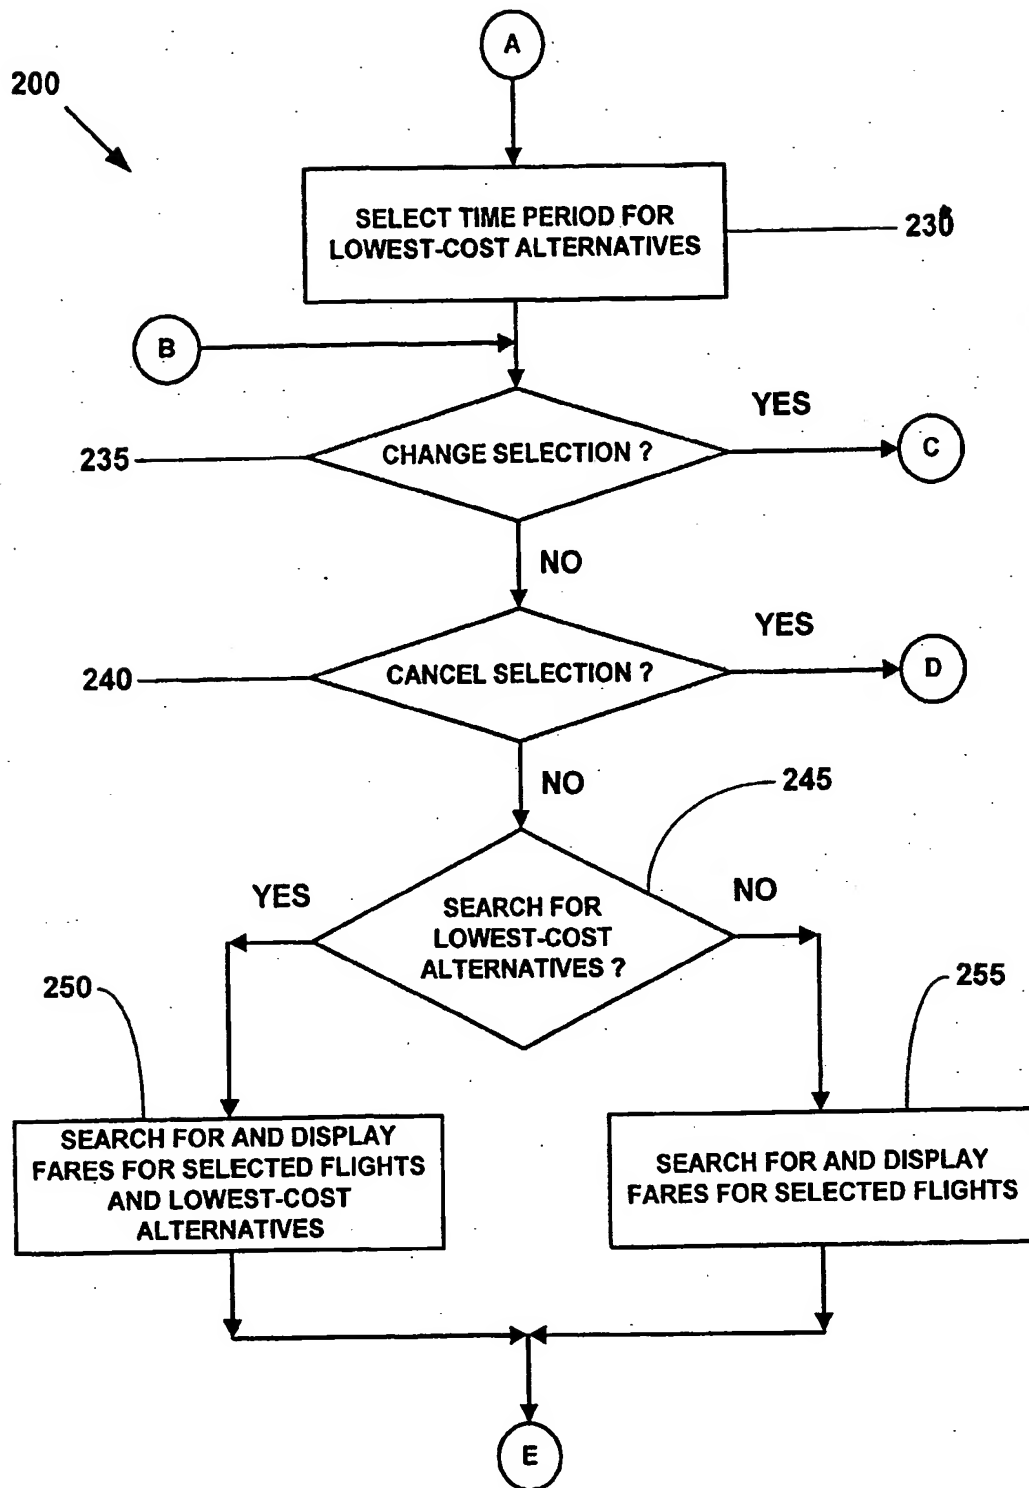 A
200
SELECT TIME PERIOD FOR
LOWEST-COST ALTERNATIVES
230
B
YES
235
CHANGE SELECTION ?
C
NO
YES
240
CANCEL SELECTION ?
D
NO
245
YES
NO
SEARCH FOR
LOWEST-COST
ALTERNATIVES ?
250
255
SEARCH FOR AND DISPLAY
FARES FOR SELECTED FLIGHTS
AND LOWEST-COST
ALTERNATIVES
SEARCH FOR AND DISPLAY
FARES FOR SELECTED FLIGHTS
E